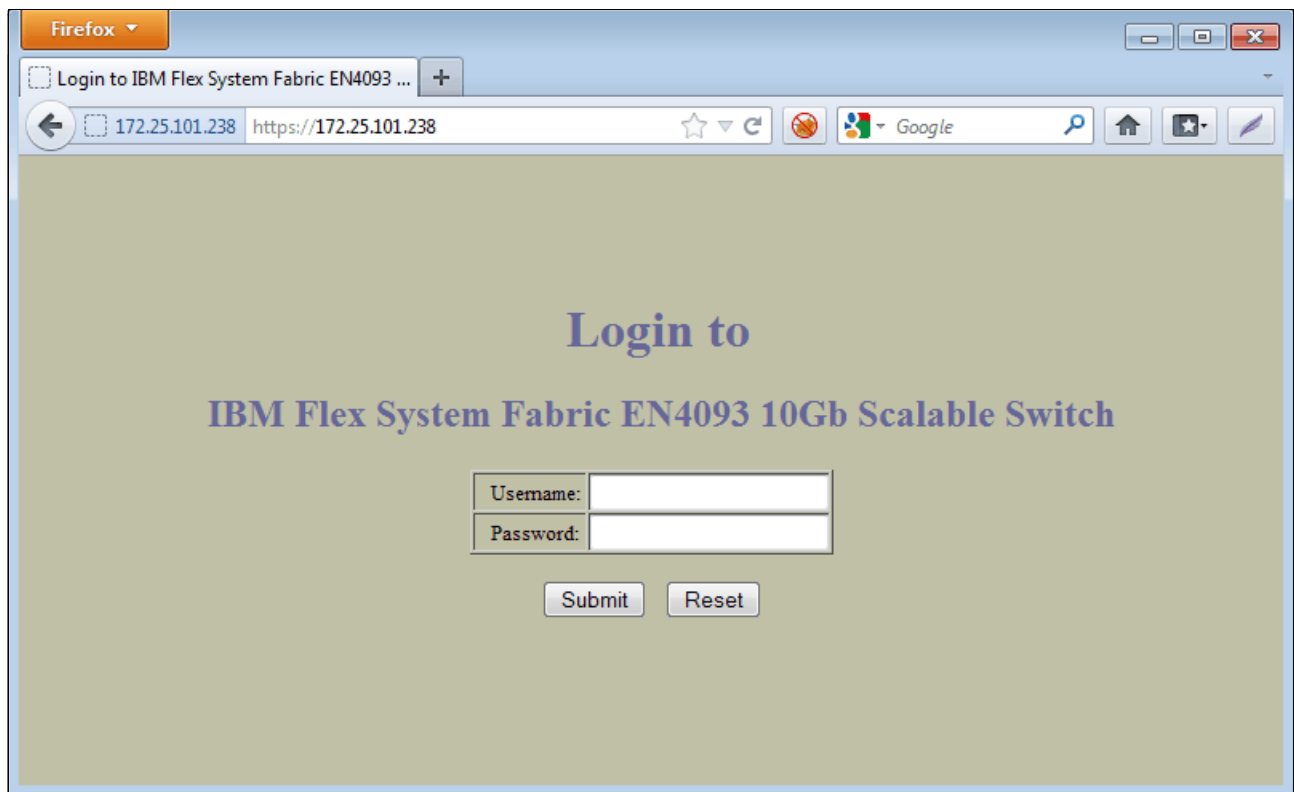 Firefox
Login to IBM Flex System Fabric EN4093 ...
172.25.101.238 https://172.25.101.238
Google
Login to
IBM Flex System Fabric EN4093 10Gb Scalable Switch
Username:
Password:
Submit Reset